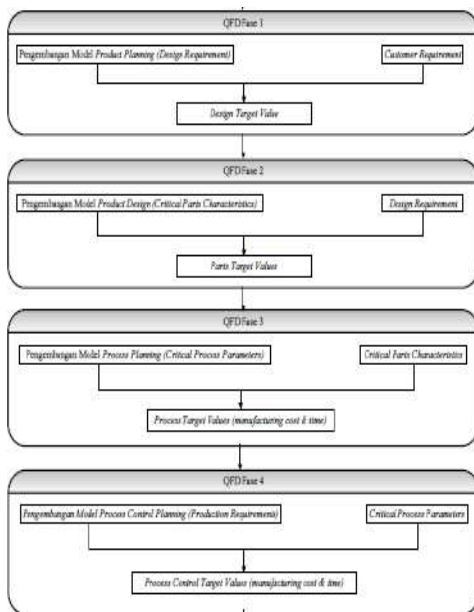 QFD Fase 1
Pengembangan Model Product Planning (Design Requirement)
Customer Requirement
Design Target Value
QFD Fase 2
Pengembangan Model Product Design (Critical Parts Characteristics)
Design Requirement
Parts Target Values
QFD Fase 3
Pengembangan Model Process Planning (Critical Process Parameters)
Critical Parts Characteristics
Process Target Values (manufacturing cost & time)
QFD Fase 4
Pengembangan Model Process Control Planning (Production Requirement)
Critical Process Parameters
Process Control Target Values (manufacturing cost & time)